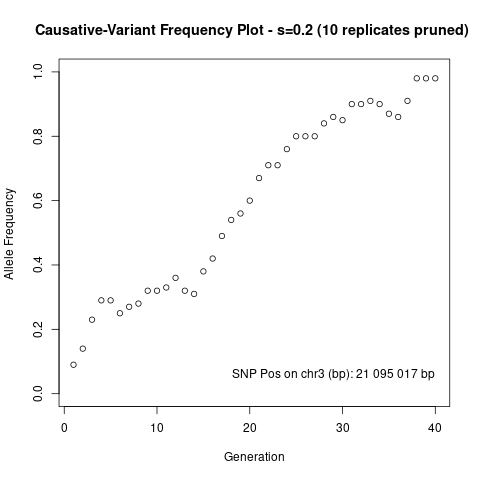 Causative-Variant Frequency Plot - s=0.2 (10 replicates pruned)
Allele Frequency
1.0
0.8
0.6
0.4
0.2
0.0
SNP Pos on chr3 (bp): 21 095 017 bp
0 10 20 30 40
Generation